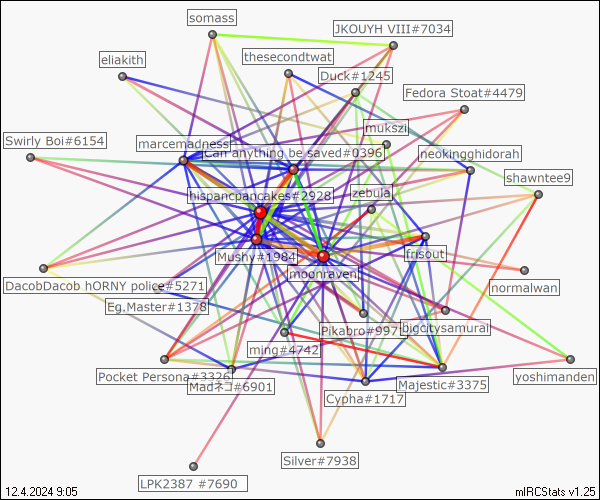 somass
JKOUYH VIII#7034
eliakith
thesecondtwat
Duck#1245
Fedora Stoat#4479
mukszi
Swirly Boi#6154
marcemadness
Can anything be saved#0396
neokingghidorah
shawntee9
hispancpancakes#2928
zebula
Mushy#1984
frisout
moonraven
DacobDacob hORNY police#5271
normalwan
Eg.Master#1378
Pikabro#997
bigcitysamurai
ming#4742
Pocket Persona#3326
Madネコ#6901
Cypha#1717
Majestic#3375
yoshimanden
Silver#7938
LPK2387 #7690
12.4.2024 9:05
mIRCStats v1.25